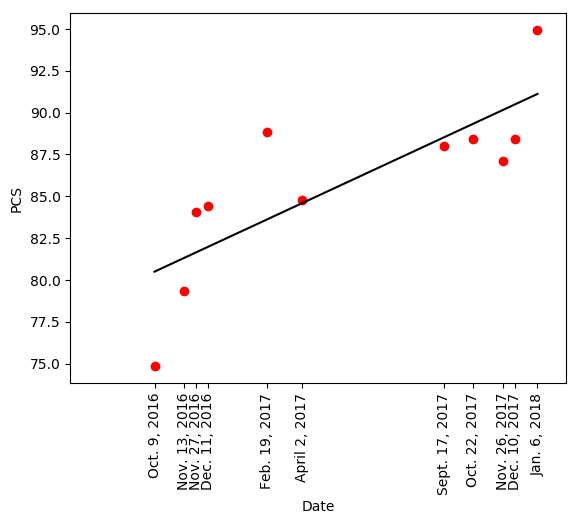 95.0
92.5
90.0
87.5
85.0
82.5
80.0
77.5
75.0
PCS
Oct. 9, 2016
Nov. 13, 2016
Nov. 27, 2016
Dec. 11, 2016
Feb. 19, 2017
April 2, 2017
Sept. 17, 2017
Oct. 22, 2017
Nov. 26, 2017
Dec. 10, 2017
Jan. 6, 2018
Date